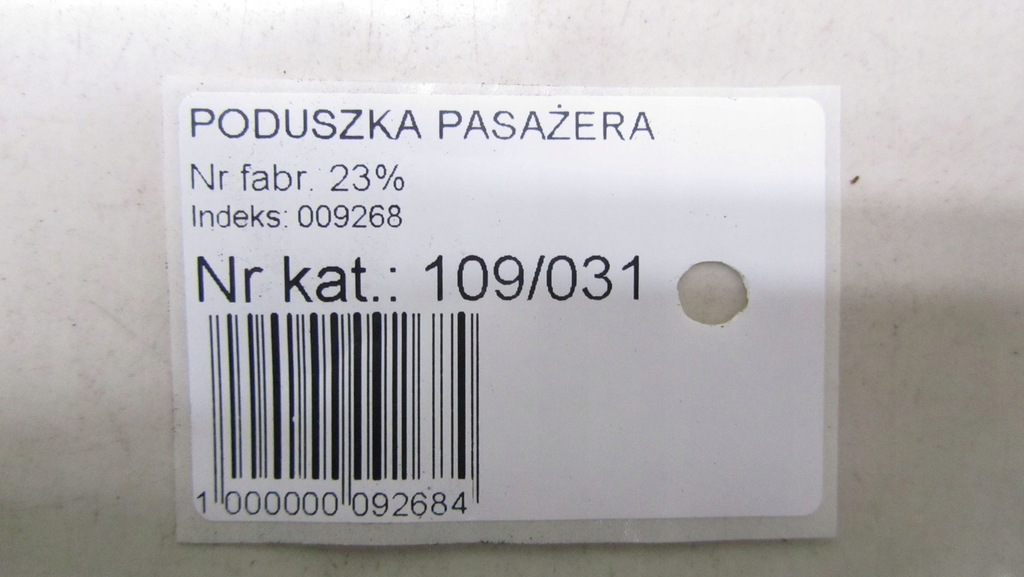 PODUSZKA PASAŻERA
Nr fabr. 23%
Indeks: 009268
Nr kat.: 109/031
1 000000 092684